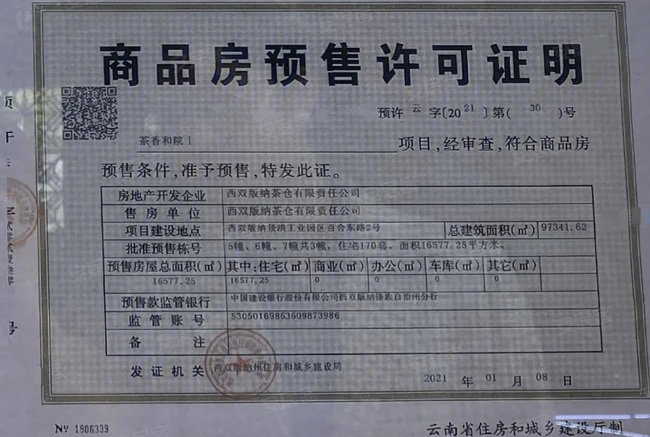 商品房预售许可证明
预许 云 字〔2021〕第( 30 )号
茶香和院 项目,经审查,符合商品房
预售条件,准予预售,特发此证。
房地产开发企业 西双版纳茶仓有限责任公司
售房单位 西双版纳茶仓有限责任公司
项目建设地点 西双版纳景洪工业园区百合东路2号 总建筑面积(㎡) 97341.62
批准预售栋号 5幢、6幢、7幢共3幢,住宅170套,面积16577.25平方米。
预售房屋总面积(㎡) 其中:住宅(㎡) 商业(㎡) 办公(㎡) 车库(㎡) 其它(㎡)
16577.25 16577.25 0 0 0 0
预售款监管银行 中国建设银行股份有限公司西双版纳傣族自治州分行
监管账号 53050169863609873986
备注
发证机关 西双版纳州住房和城乡建设局
2021 年 01 月 08 日
Nº 1806339 云南省住房和城乡建设厅制
号